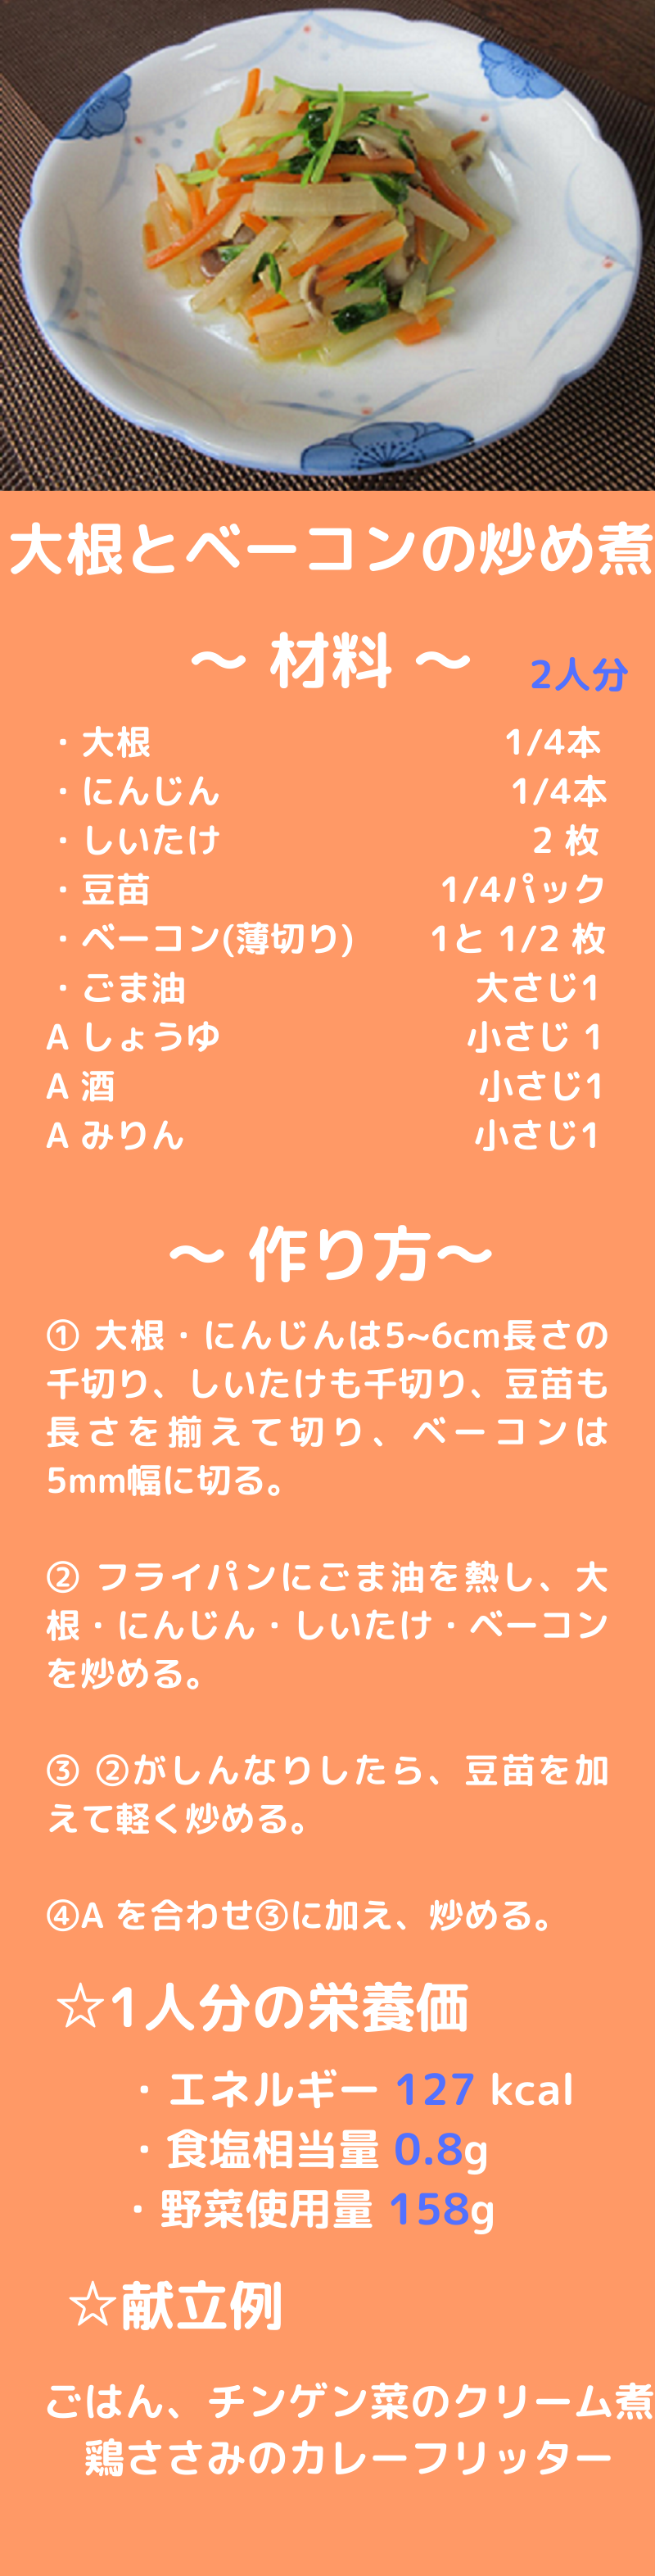 大根とベーコンの炒め煮
〜 材料 〜
2人分
・大根 1/4本
・にんじん 1/4本
・しいたけ 2 枚
・豆苗 1/4パック
・ベーコン(薄切り) 1と 1/2 枚
・ごま油 大さじ1
A しょうゆ 小さじ 1
A 酒 小さじ1
A みりん 小さじ1
〜 作り方〜
① 大根・にんじんは5~6cm長さの
千切り、しいたけも千切り、豆苗も
長さを揃えて切り、ベーコンは
5mm幅に切る。
② フライパンにごま油を熱し、大
根・にんじん・しいたけ・ベーコン
を炒める。
③ ②がしんなりしたら、豆苗を加
えて軽く炒める。
④A を合わせ③に加え、炒める。
☆1人分の栄養価
・エネルギー 127 kcal
・食塩相当量 0.8g
・野菜使用量 158g
☆献立例
ごはん、チンゲン菜のクリーム煮
鶏ささみのカレーフリッター